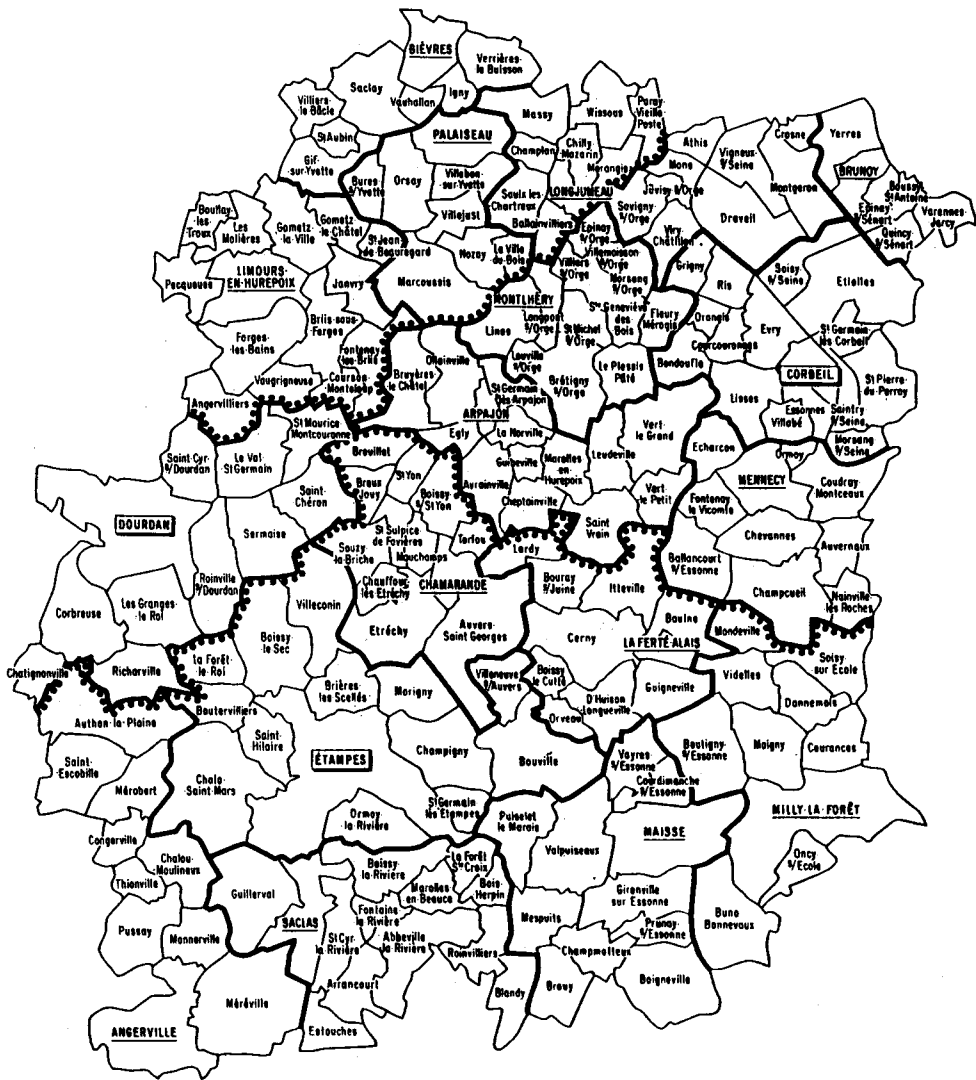 BIÈVRES
Verrières-
le Buisson
Saclay
Igny
Vauhallan
Villiers-
le Bâcle
St Aubin
Massy
Wissous
Paray-
Vieille
Poste
PALAISEAU
Champlan
Chilly
Mazarin
Morangis
Athis
Mons
Vigneux-
s/Seine
Crosne
Yerres
Gif-
sur-Yvette
Bures
s/Yvette
Orsay
Villebon-
sur-Yvette
Saulx les
Chartreux
LONGJUMEAU
Juvisy s/Orge
Montgeron
BRUNOY
Boussy
St Antoine
Epinay
s/Sénart
Quincy
s/Sénart
Varennes-
Jarcy
Villejust
Ballainvilliers
Savigny-
s/Orge
Draveil
Boullay-
les-
Troux
Les
Molières
Gometz-
la-Ville
Gometz
le Châtel
St Jean
de Beauregard
Nozay
La Ville
du Bois
Epinay
s/Orge
Villemoisson
s/Orge
Villiers
s/Orge
Morsang
s/Orge
Viry-
Châtillon
Grigny
Ris
Soisy
s/Seine
Etiolles
Pecqueuse
LIMOURS-
EN-HUREPOIX
Janvry
Marcoussis
MONTLHÉRY
Longpont
s/Orge
Ste Geneviève
des
Bois
Fleury
Mérogis
Orangis
Courcouronnes
Evry
St Germain
lès Corbeil
Forges-
les-Bains
Briis-sous-
Forges
Fontenay
les-Briis
Linas
St Michel
s/Orge
Leuville
s/Orge
Le Plessis
Pâté
Bondoufle
CORBEIL
St Pierre-
du-Perray
Ollainville
Bruyères-
le Châtel
Brétigny
s/Orge
Lisses
Angervilliers
Vaugrigneuse
Courson-
Monteloup
ARPAJON
St Germain
lès Arpajon
La Norville
Egly
Vert-
le Grand
Essonnes
Villabé
Saintry
s/Seine
Morsang
s/Seine
Ormoy
Saint-Cyr-
s/Dourdan
Le Val-
St Germain
St Maurice
Montcouronne
Breuillet
Guibeville
Marolles-
en-
Hurepoix
Leudeville
Echarcon
MENNECY
Coudray-
Montceaux
Saint-
Chéron
Breux
Jouy
St Yon
Boissy-
s/St Yon
Avrainville
Cheptainville
Saint
Vrain
Vert-
le Petit
Fontenay
le Vicomte
Chevannes
Auvernaux
DOURDAN
Sermaise
St Sulpice
de Favières
Mauchamps
Torfou
Lardy
Ballancourt
s/Essonne
Souzy-
la-Briche
CHAMARANDE
Chauffour-
lès Etréchy
Bouray
s/Juine
Itteville
Champcueil
Nainville
les Roches
Roinville
s/Dourdan
Corbreuse
Les Granges-
le Roi
Villeconin
Etréchy
Auvers-
Saint Georges
Cerny
Baulne
Mondeville
LA FERTÉ-ALAIS
Boissy-
le Sec
Chatignonville
Richarville
La Forêt-
le-Roi
Soisy-
sur Ecole
Authon-la-Plaine
Boutervilliers
Brières-
les Scellés
Morigny
Villeneuve
s/Auvers
Boissy
le Cutté
D'Huison
Longueville
Orveau
Guigneville
Videlles
Dannemois
Saint-
Hilaire
Champigny
Bouville
Vayres-
s/Essonne
Boutigny-
s/Essonne
Moigny
Courances
Saint-
Escobille
ÉTAMPES
Courdimanche
s/Essonne
Mérobert
Chalo-
Saint-Mars
St Germain
lès Etampes
Puiselet
le Marais
MAISSE
MILLY-LA-FORÊT
Ormoy-
la-Rivière
Valpuiseaux
Congerville
Chalou-
Moulineux
Thionville
Guillerval
Boissy-
la-Rivière
La Forêt
Ste Croix
Bois-
Herpin
Marolles-
en-Beauce
Oncy
s/Ecole
Gironville
sur Essonne
SACLAS
Fontaine
la Rivière
Mespuits
Prunay-
s/Essonne
Buno
Bonnevaux
Pussay
Monnerville
St Cyr
la Rivière
Abbéville
la Rivière
Roinvilliers
Champmotteux
Boigneville
Méréville
Arrancourt
Blandy
Brouy
ANGERVILLE
Estouches